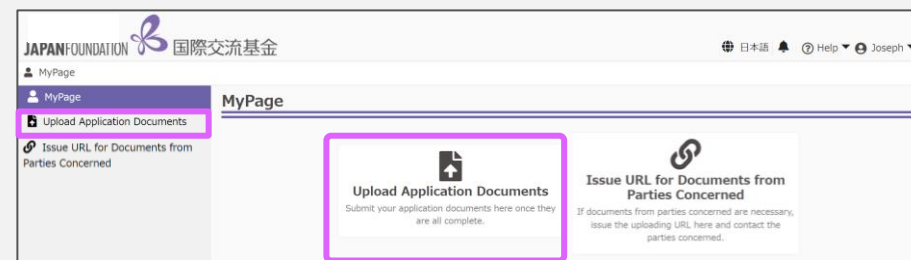 JAPANFOUNDATION 国際交流基金
日本語 Help Joseph
MyPage
MyPage
Upload Application Documents
Issue URL for Documents from
Parties Concerned
MyPage
Upload Application Documents
Submit your application documents here once they
are all complete.
Issue URL for Documents from
Parties Concerned
If documents from parties concerned are necessary,
issue the uploading URL here and contact the
parties concerned.